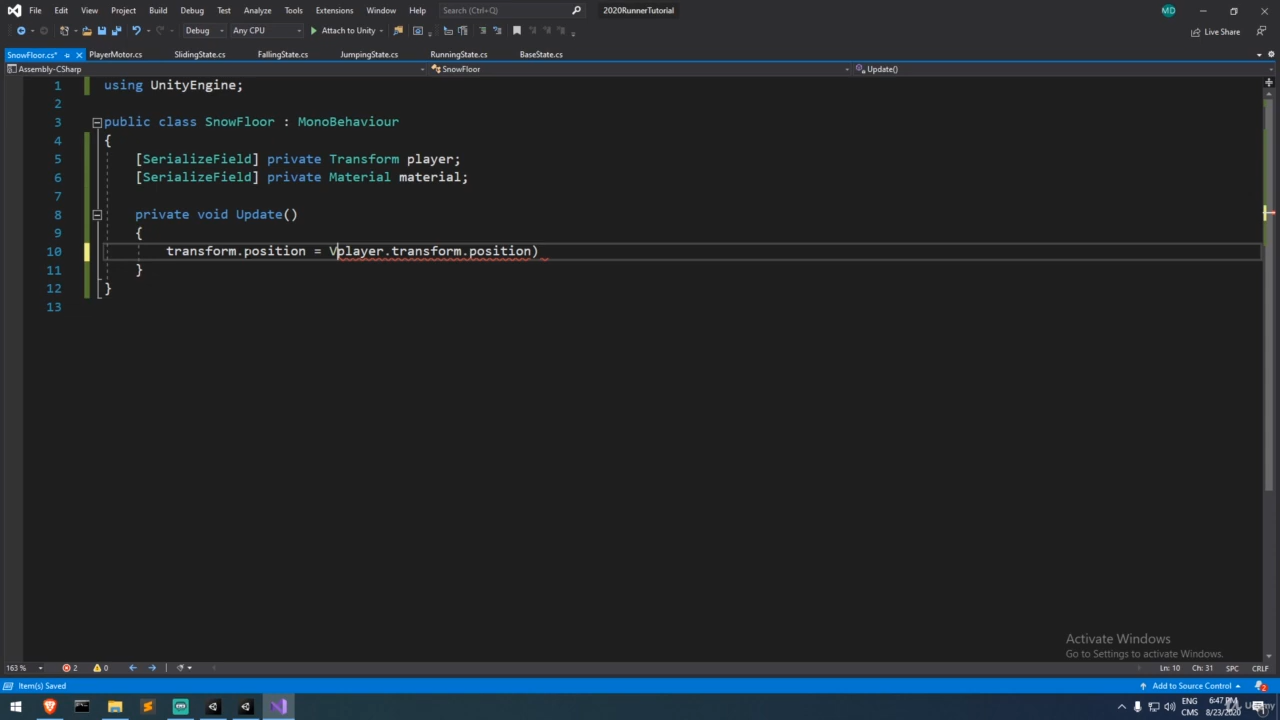 File Edit View Project Build Debug Test Analyze Tools Extensions Window Help Search (Ctrl+Q) 2020RunnerTutorial MD
Debug Any CPU Attach to Unity Live Share
SnowFloor.cs* PlayerMotor.cs SlidingState.cs FallingState.cs JumpingState.cs RunningState.cs BaseState.cs
Assembly-CSharp SnowFloor Update()
1 using UnityEngine;
2
3 public class SnowFloor : MonoBehaviour
4 {
5 [SerializeField] private Transform player;
6 [SerializeField] private Material material;
7
8 private void Update()
9 {
10 transform.position = Vplayer.transform.position)
11 }
12 }
13
Activate Windows
Go to Settings to activate Windows.
163 % 2 0 Ln: 10 Ch: 31 SPC CRLF
Item(s) Saved Add to Source Control 2
ENG 6:47 PM
CMS 8/23/2020
Udemy